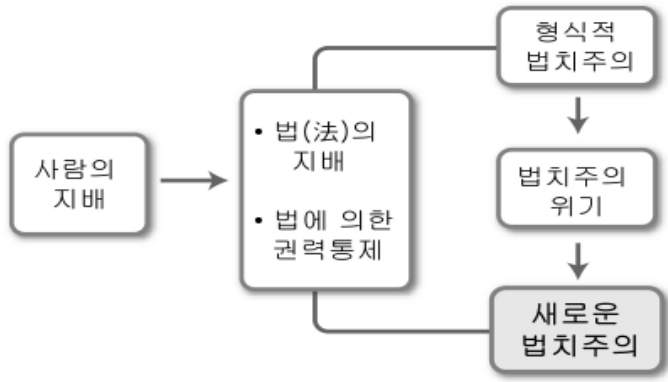 사람의
지배
• 법(法)의
지배
• 법에 의한
권력통제
형식적
법치주의
법치주의
위기
새로운
법치주의